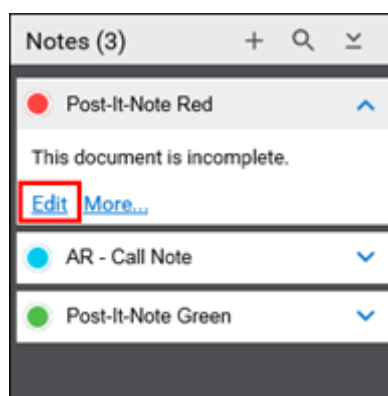 Notes (3)
Post-It-Note Red
This document is incomplete.
Edit More...
AR - Call Note
Post-It-Note Green